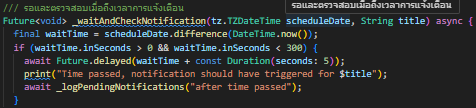 /// รอและตรวจสอบเมื่อถึงเวลาการแจ้งเตือน
รอและตรวจสอบเมื่อถึงเวลาการแจ้งเตือน
Future<void> _waitAndCheckNotification(tz.TZDateTime scheduleDate, String title) async {
  final waitTime = scheduleDate.difference(DateTime.now());
  if (waitTime.inSeconds > 0 && waitTime.inSeconds < 300) {
    await Future.delayed(waitTime + const Duration(seconds: 5));
    print("Time passed, notification should have triggered for $title");
    await _logPendingNotifications("after time passed");
  }
}